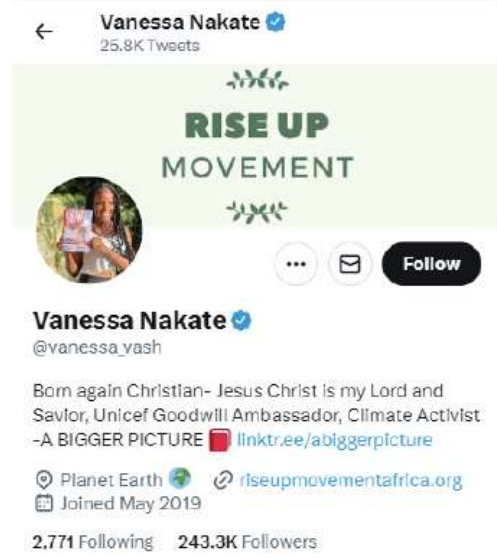 Vanessa Nakate
25.8K Tweets
RISE UP
MOVEMENT
Follow
Vanessa Nakate
@vanessa_vash
Born again Christian- Jesus Christ is my Lord and
Savior, Unicef Goodwill Ambassador, Climate Activist
-A BIGGER PICTURE linktr.ee/abiggerpicture
Planet Earth riseupmovementafrica.org
Joined May 2019
2,771 Following 243.3K Followers